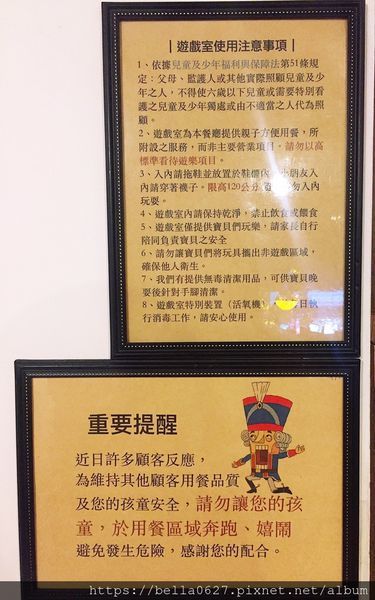 |遊戲室使用注意事項|
1、依據兒童及少年福利與保障法第51條規
定：父母、監護人或其他實際照顧兒童及少
年之人，不得使六歲以下兒童或需要特別看
護之兒童及少年獨處或由不適當之人代為照
顧。
2、遊戲室為本餐廳提供親子方便用餐，所
附設之服務，而非主要營業項目，請勿以高
標準看待遊樂項目。
3、入內請拖鞋並放置於鞋櫃內，小朋友入
內請穿著襪子。限高120公分 勿入內
玩耍。
4、遊戲室內請保持乾淨，禁止飲食或餵食
5、遊戲室僅提供寶貝們玩樂，請家長自行
陪同負責寶貝之安全
6、請勿讓寶貝們將玩具攜出非遊戲區域，
確保他人衛生。
7、我們有提供無毒清潔用品，可供寶貝晚
要後針對手腳清潔。
8、遊戲室特別裝置（活氧機） 日執
行消毒工作，請安心使用。
重要提醒
近日許多顧客反應，
為維持其他顧客用餐品質
及您的孩童安全，請勿讓您的孩
童，於用餐區域奔跑、嬉鬧
避免發生危險，感謝您的配合。
https://bella0627.pixnet.net/album